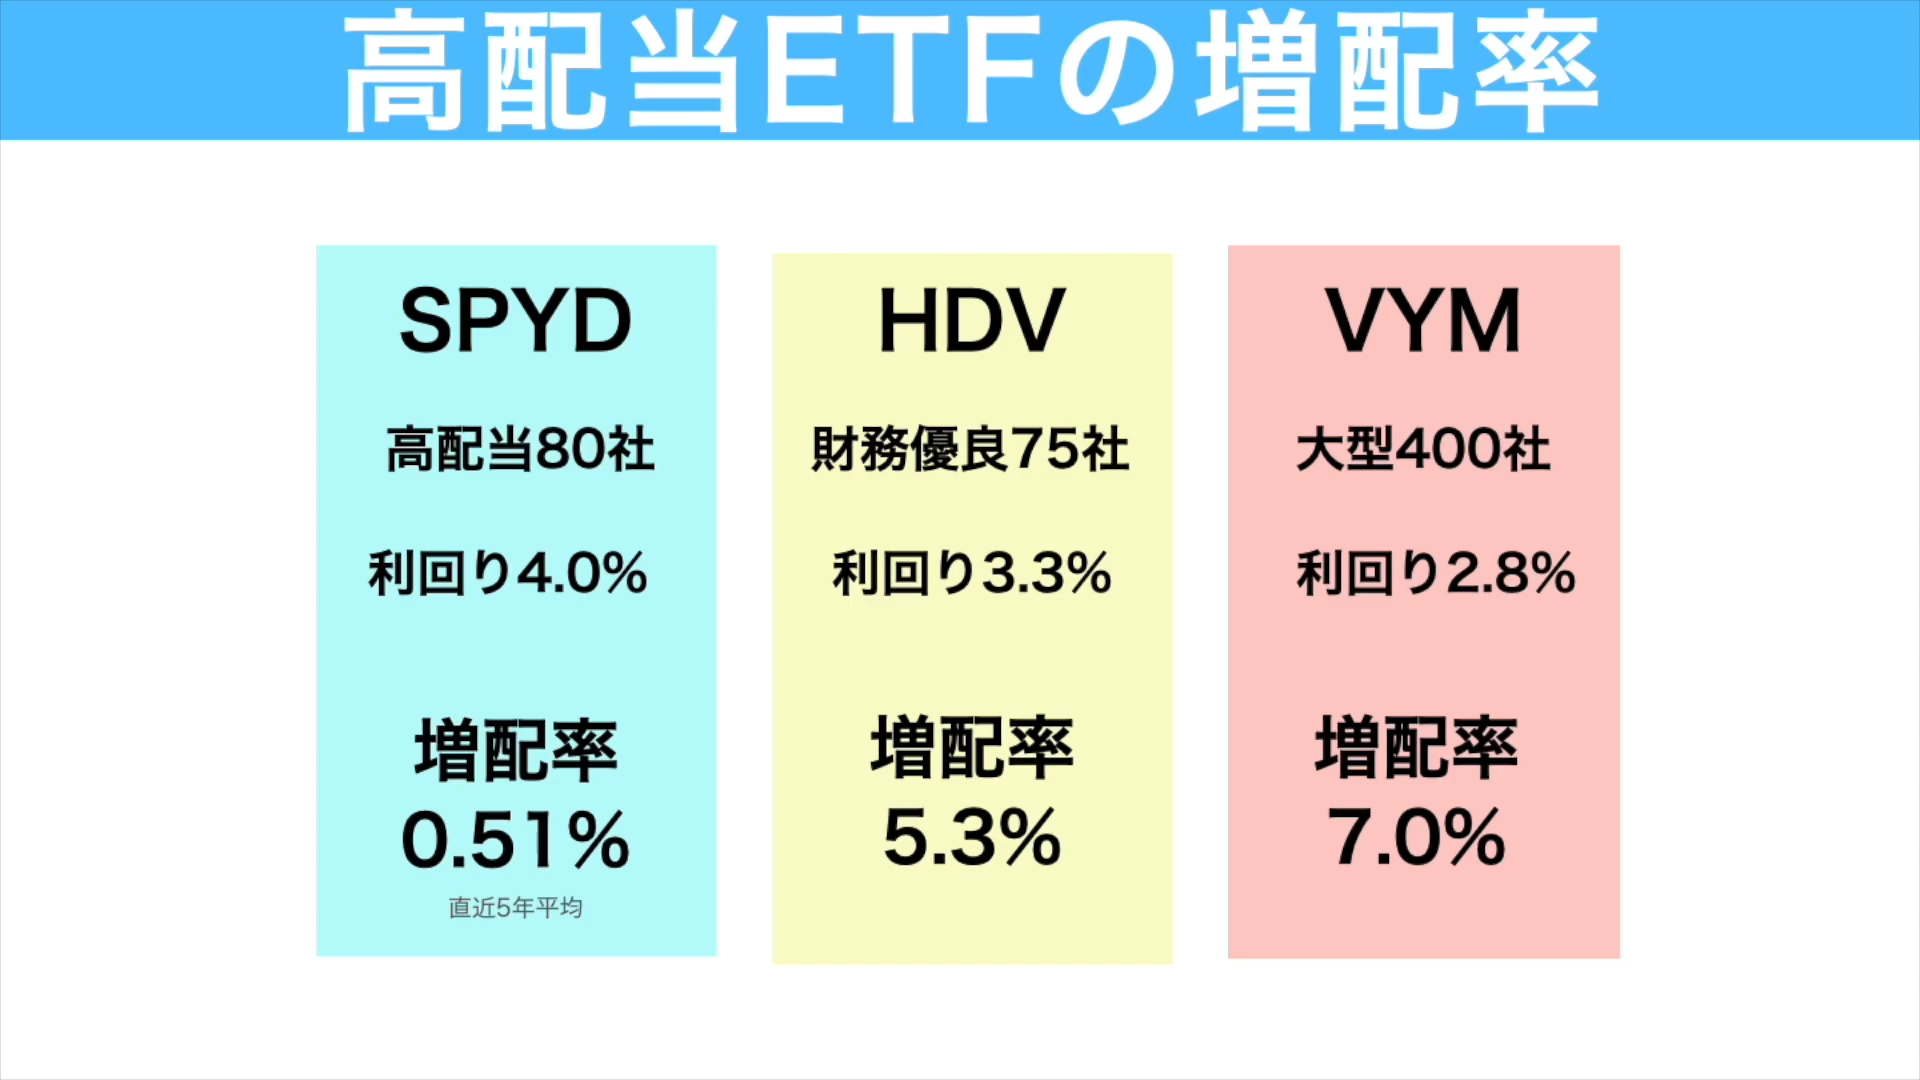 高配当ETFの増配率
SPYD
高配当80社
利回り4.0%
増配率
0.51%
直近5年平均
HDV
財務優良75社
利回り3.3%
増配率
5.3%
VYM
大型400社
利回り2.8%
増配率
7.0%